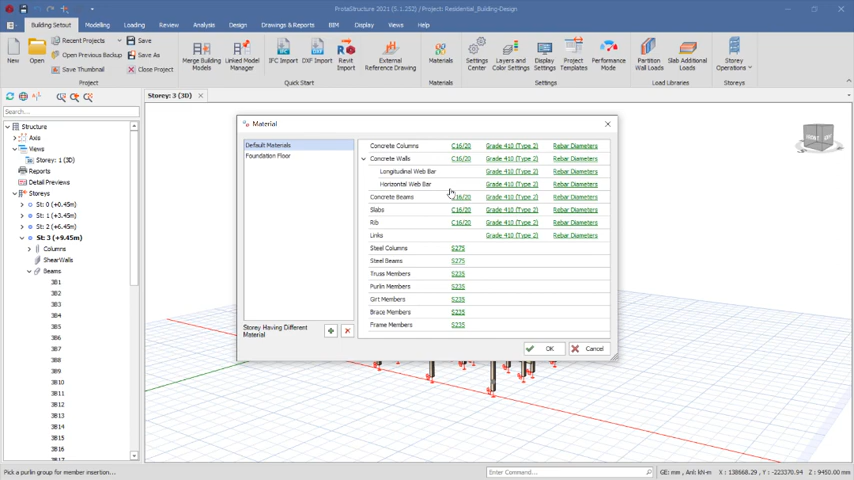 ProtaStructure 2021 (5.1.252) / Project: Residential_Building-Design
Building Setout Modelling Loading Review Analysis Design Drawings & Reports BIM Display Views Cloud Help
New
Open
Recent Projects
Open Previous Backup
Save Thumbnail
Save
Save As
Close Project
Project
Merge Building Models
Linked Model Manager
IFC Import
DXF Import
Revit Import
External Reference Drawing
Quick Start
Materials
Materials
Settings Center
Layers and Color Settings
Display Settings
Project Templates
Performance Mode
Settings
Partition Wall Loads
Slab Additional Loads
Load Libraries
Storey Operations
Storeys
Storey: 1 (3D)
Search...
Structure
Axis
Views
Storey: 1 (3D)
Reports
Detail Previews
Storeys
St: 0 (+0.45m)
St: 1 (+3.45m)
St: 2 (+6.45m)
St: 3 (+9.45m)
Columns
ShearWalls
Beams
3B1
3B2
3B3
3B4
3B5
3B6
3B7
3B8
3B9
3B10
3B11
3B12
3B13
3B14
3B15
3B16
3B17
Material
Default Materials
Foundation Floor
Storey Having Different Material
Concrete Columns C16/20 Grade 410 (Type 2) Rebar Diameters
Concrete Walls C16/20 Grade 410 (Type 2) Rebar Diameters
Longitudinal Web Bar Grade 410 (Type 2) Rebar Diameters
Horizontal Web Bar Grade 410 (Type 2) Rebar Diameters
Concrete Beams C16/20 Grade 410 (Type 2) Rebar Diameters
Slabs C16/20 Grade 410 (Type 2) Rebar Diameters
Rib C16/20 Grade 410 (Type 2) Rebar Diameters
Links Grade 410 (Type 2) Rebar Diameters
Steel Columns S275
Steel Beams S275
Truss Members S235
Purlin Members S235
Girt Members S235
Brace Members S235
Frame Members S235
OK Cancel
Pick a purlin group for member insertion... Enter Command... GE: mm; Anl: kN-m X : 138668.29; Y : -223370.94 Z : 9450.00 mm